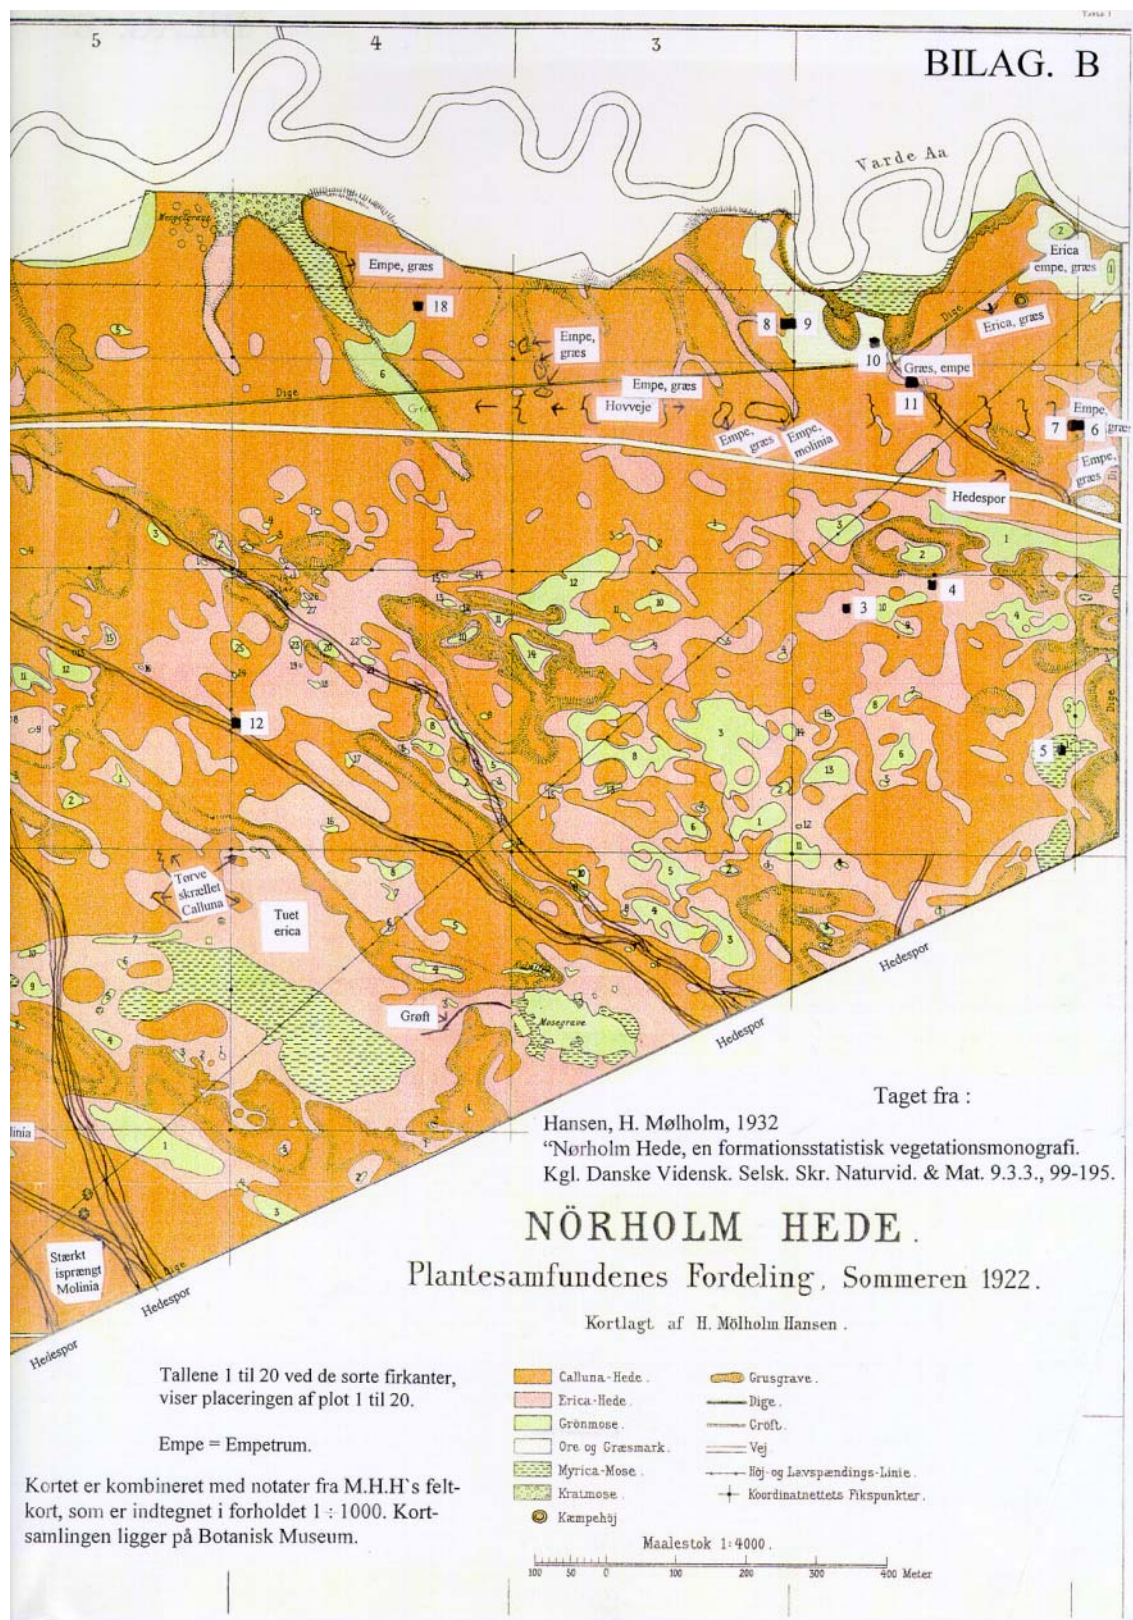 Tavle 1
5
4
3
BILAG. B
Varde Aa
Empe, græs
18
Erica
empe, græs
Erica, græs
Dige
8
9
10
Empe,
græs
Græs, empe
11
Empe, græs
Dige
Hovveje
Empe,
græs
Empe,
molinia
7
6
Empe,
græs
Empe,
græs
Hedespor
3
4
12
5
Tørve
skrællet
Calluna
Tuet
erica
Grøft
Mosegrave
Hedespor
Hedespor
Stærkt
isprængt
Molinia
Dige
Hedespor
Hedespor
Taget fra :
Hansen, H. Mølholm, 1932
“Nørholm Hede, en formationsstatistisk vegetationsmonografi.
Kgl. Danske Vidensk. Selsk. Skr. Naturvid. & Mat. 9.3.3., 99-195.
NÖRHOLM HEDE.
Plantesamfundenes Fordeling, Sommeren 1922.
Kortlagt af H. Mölholm Hansen.
Tallene 1 til 20 ved de sorte firkanter,
viser placeringen af plot 1 til 20.
Empe = Empetrum.
Kortet er kombineret med notater fra M.H.H`s felt-
kort, som er indtegnet i forholdet 1 ÷ 1000. Kort-
samlingen ligger på Botanisk Museum.
Calluna-Hede.
Erica-Hede.
Grönmose.
Ore og Græsmark.
Myrica-Mose.
Kratmose.
Kæmpehöj
Grusgrave.
Dige.
Gröft.
Vej
Höj- og Lavspændings-Linie.
Koordinatnettets Fikspunkter.
Maalestok 1:4000.
100 50 0 100 200 300 400 Meter